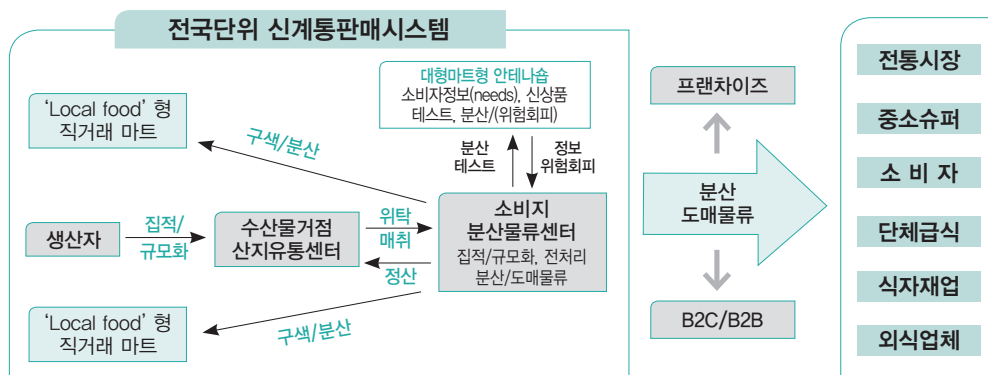 전국단위 신계통판매시스템
'Local food' 형
직거래 마트
구색/분산
대형마트형 안테나숍
소비자정보(needs), 신상품
테스트, 분산/(위험회피)
분산
테스트
정보
위험회피
생산자
집적/
규모화
수산물거점
산지유통센터
위탁
매취
정산
소비지
분산물류센터
집적/규모화, 전처리
분산/도매물류
'Local food' 형
직거래 마트
구색/분산
프랜차이즈
분산
도매물류
B2C/B2B
전통시장
중소슈퍼
소 비 자
단체급식
식자재업
외식업체